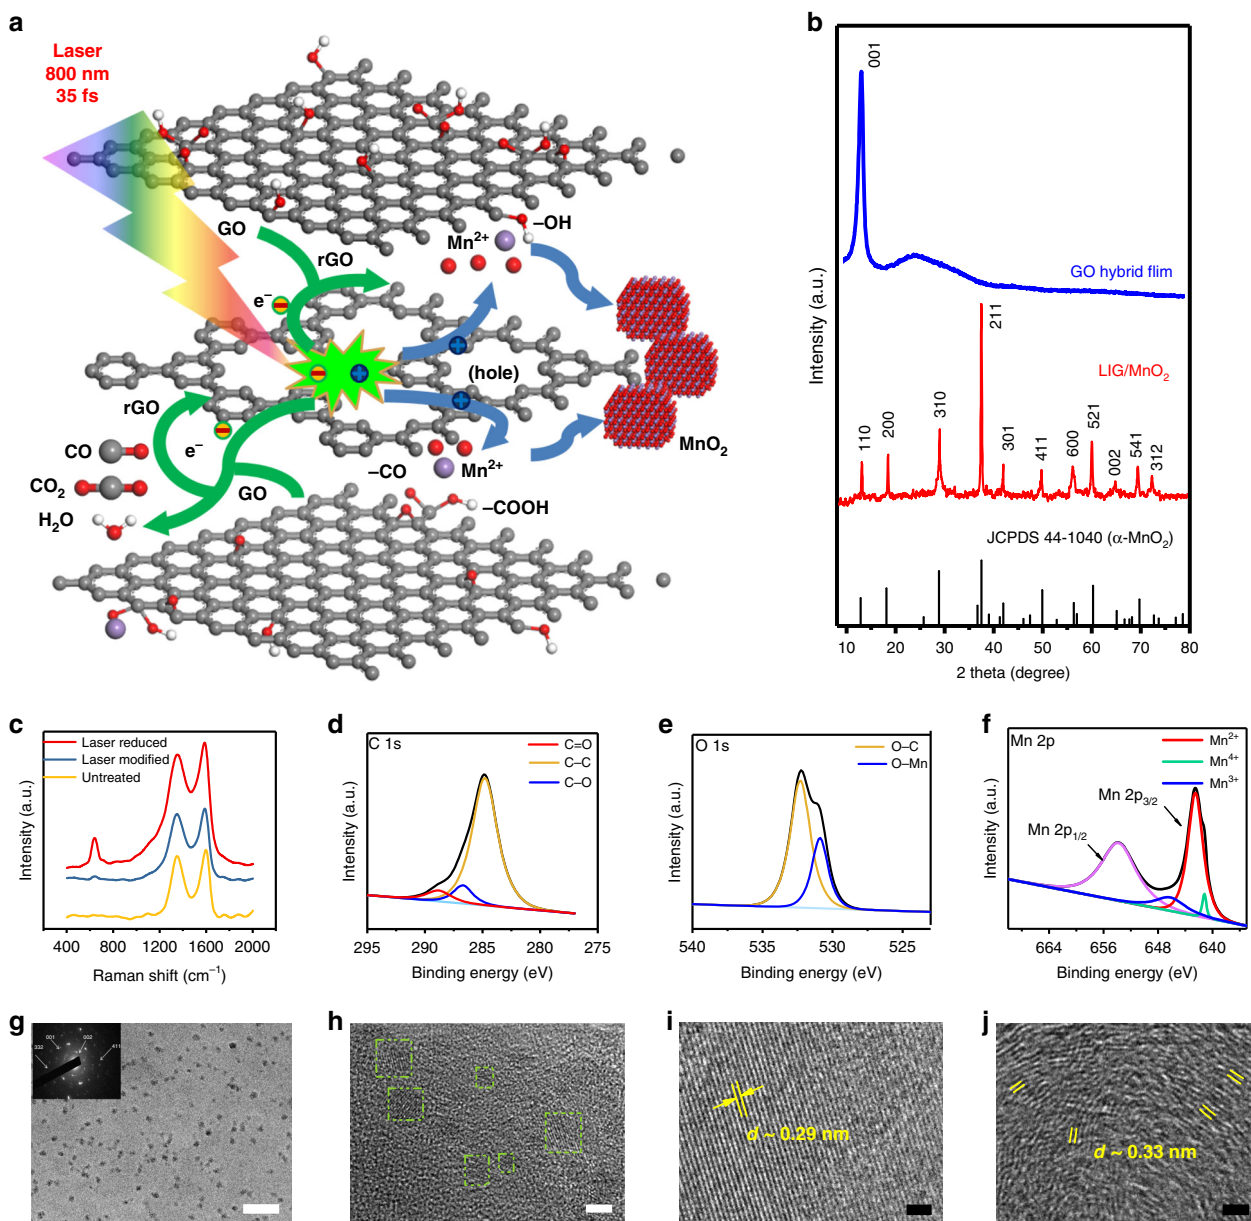 a
Laser
800 nm
35 fs
GO
rGO
e⁻
Mn²⁺
–OH
(hole)
MnO₂
rGO
e⁻
CO
CO₂
H₂O
GO
–CO
Mn²⁺
–COOH
b
Intensity (a.u.)
001
GO hybrid flim
211
LIG/MnO₂
110
200
310
301
411
600
521
002
541
312
JCPDS 44-1040 (α-MnO₂)
10 20 30 40 50 60 70 80
2 theta (degree)
c
Intensity (a.u.)
Laser reduced
Laser modified
Untreated
400 800 1200 1600 2000
Raman shift (cm⁻¹)
d
Intensity (a.u.)
C 1s
C=O
C–C
C–O
295 290 285 280 275
Binding energy (eV)
e
Intensity (a.u.)
O 1s
O–C
O–Mn
540 535 530 525
Binding energy (eV)
f
Intensity (a.u.)
Mn 2p
Mn²⁺
Mn⁴⁺
Mn³⁺
Mn 2p₃/₂
Mn 2p₁/₂
664 656 648 640
Binding energy (eV)
g
001
002
332
411
h
i
d ~ 0.29 nm
j
d ~ 0.33 nm